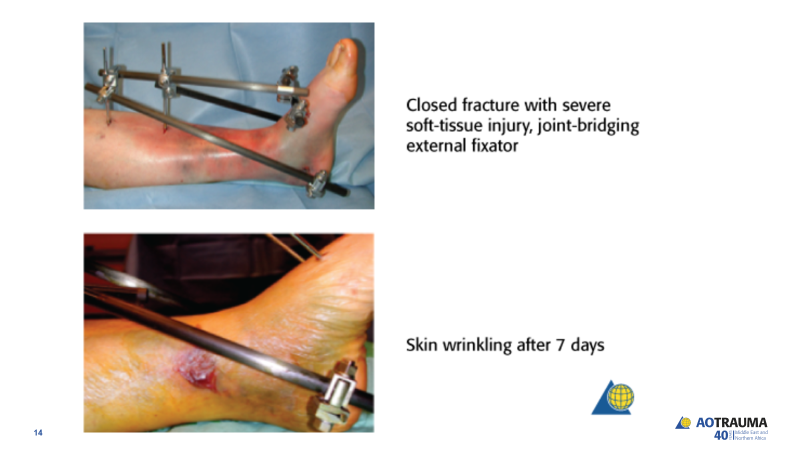 Closed fracture with severe
soft-tissue injury, joint-bridging
external fixator
Skin wrinkling after 7 days
14
AOTRAUMA
40
Middle East and
Northern Africa